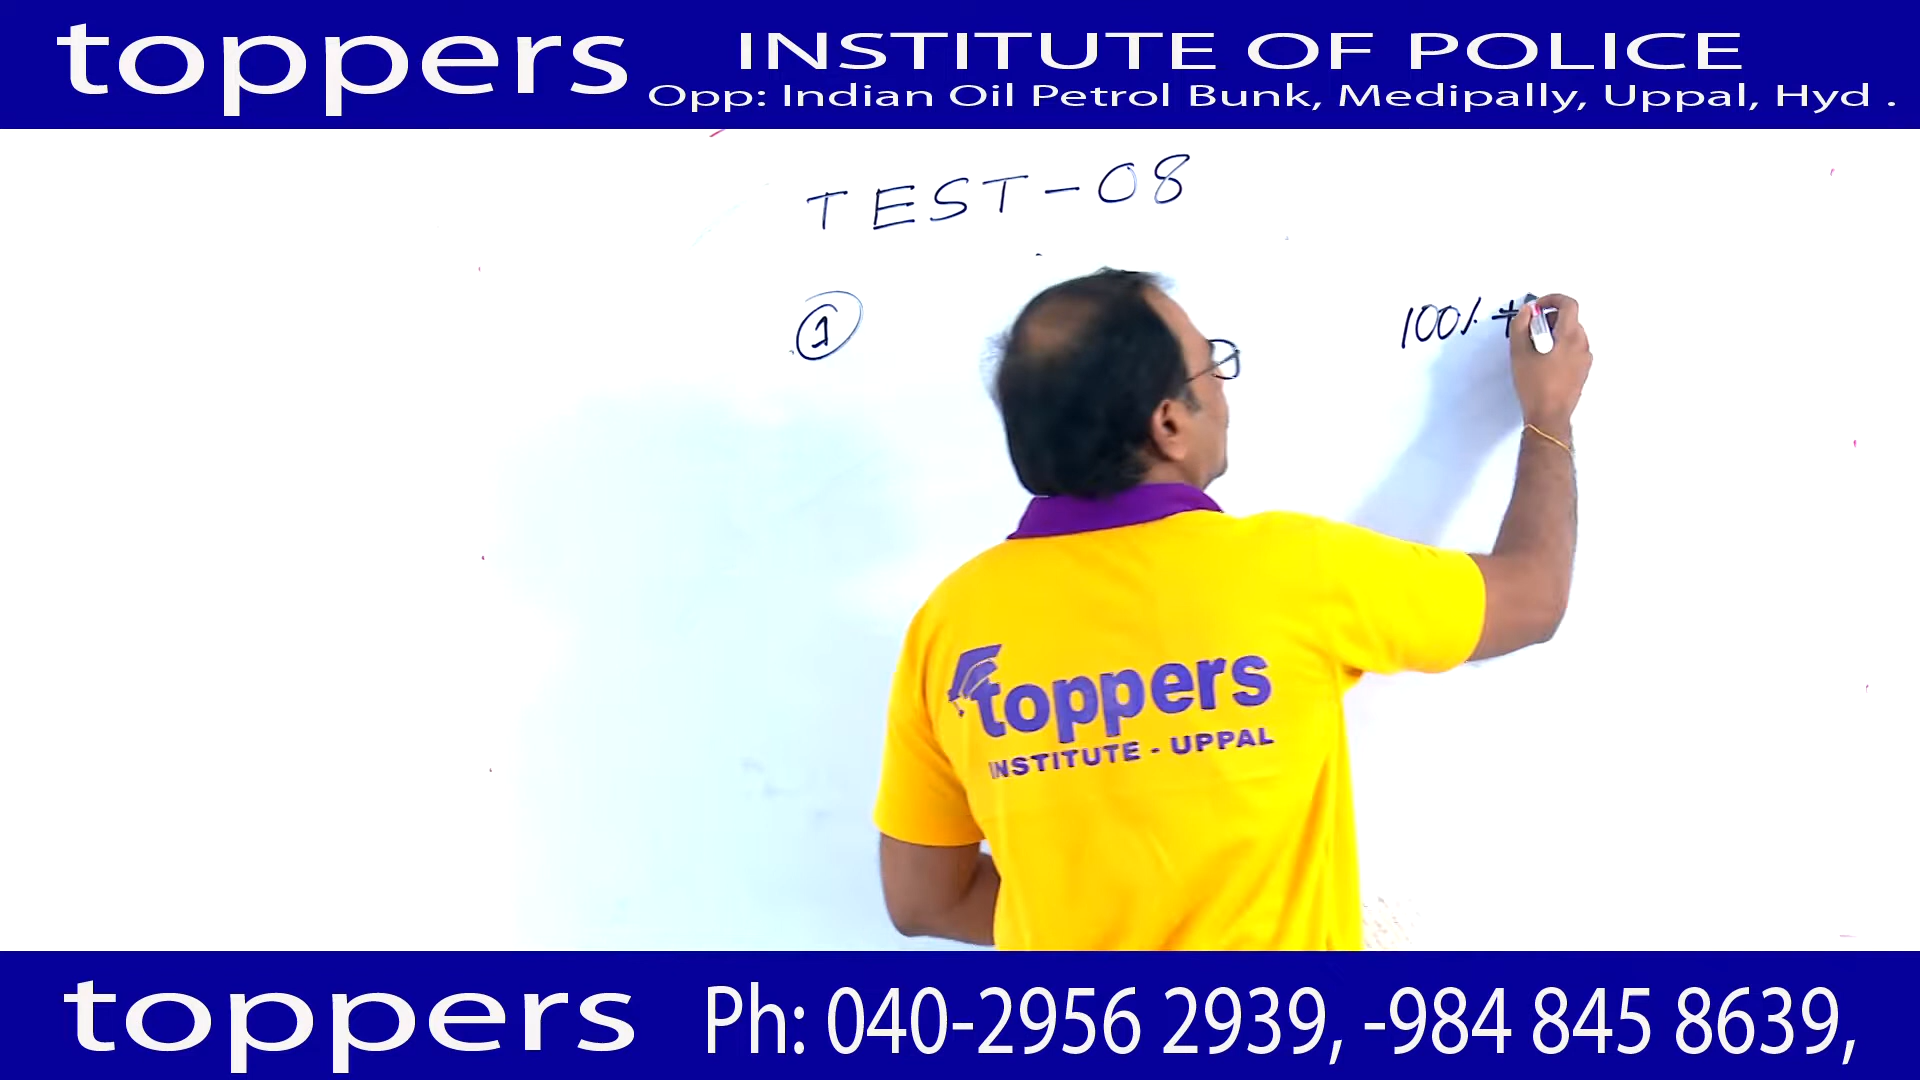 toppers
INSTITUTE OF POLICE
Opp: Indian Oil Petrol Bunk, Medipally, Uppal, Hyd .
TEST-08
1
100% +
toppers
INSTITUTE - UPPAL
toppers
Ph: 040-2956 2939, -984 845 8639,